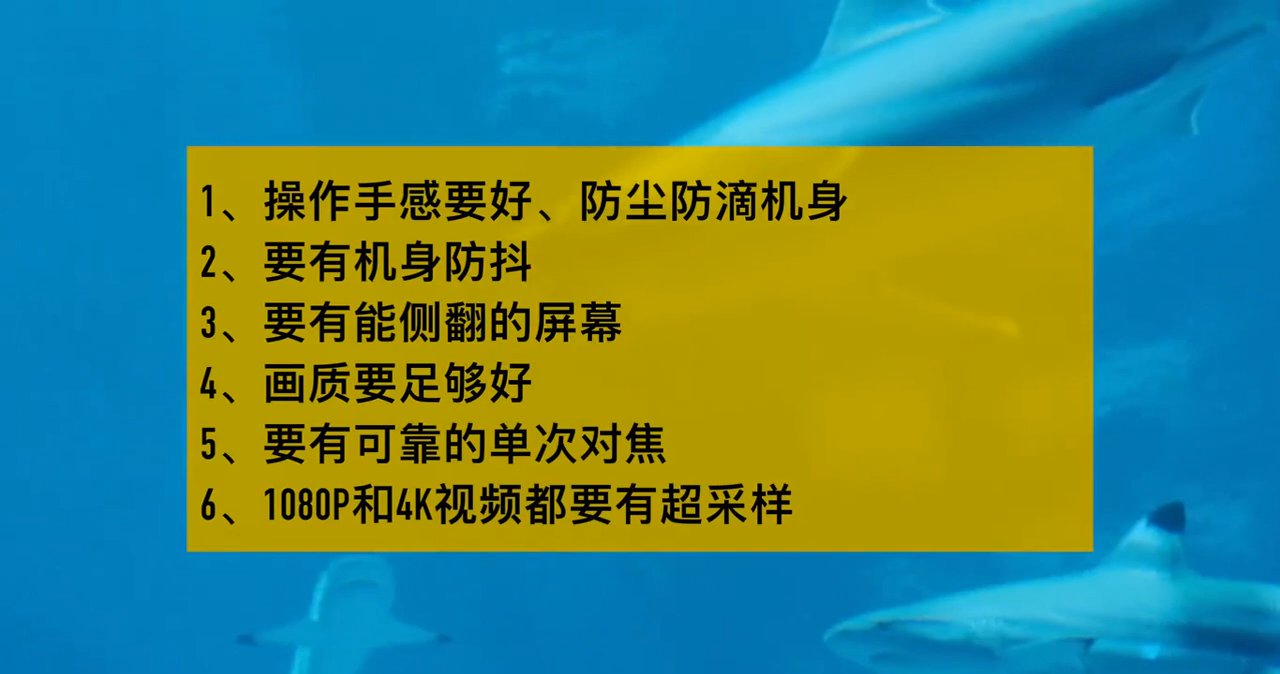 1、操作手感要好、防尘防滴机身
2、要有机身防抖
3、要有能侧翻的屏幕
4、画质要足够好
5、要有可靠的单次对焦
6、1080P和4K视频都要有超采样